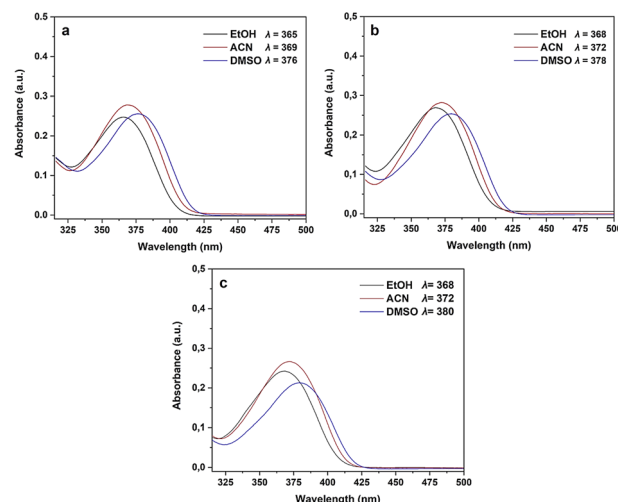 a
EtOH λ = 365
ACN λ = 369
DMSO λ = 376
Absorbance (a.u.)
0.5
0.4
0.3
0.2
0.1
0.0
325 350 375 400 425 450 475 500
Wavelength (nm)
b
EtOH λ = 368
ACN λ = 372
DMSO λ = 378
Absorbance (a.u.)
0,5
0,4
0,3
0,2
0,1
0,0
325 350 375 400 425 450 475 500
Wavelength (nm)
c
EtOH λ= 368
ACN λ= 372
DMSO λ= 380
Absorbance (a.u.)
0,5
0,4
0,3
0,2
0,1
0,0
325 350 375 400 425 450 475 500
Wavelength (nm)